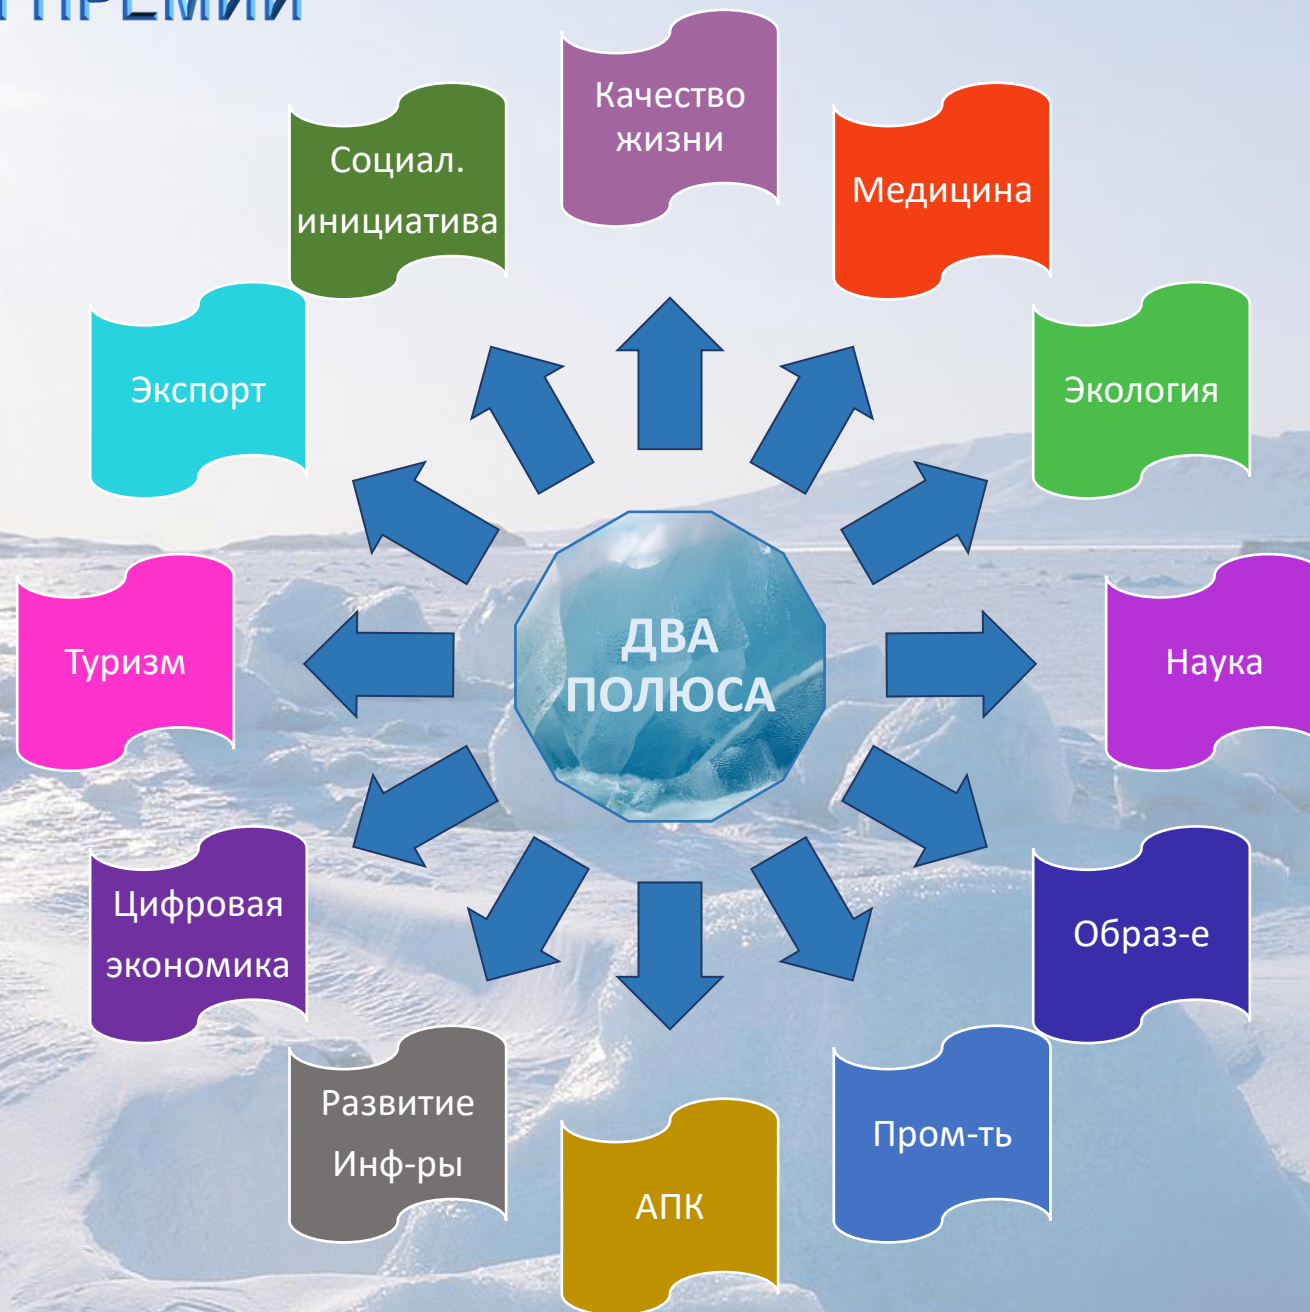 ПРЕМИИ
Качество
жизни
Медицина
Экология
Наука
Образ-е
Пром-ть
АПК
Развитие
Инф-ры
Цифровая
экономика
Туризм
Экспорт
Социал.
инициатива
ДВА
ПОЛЮСА